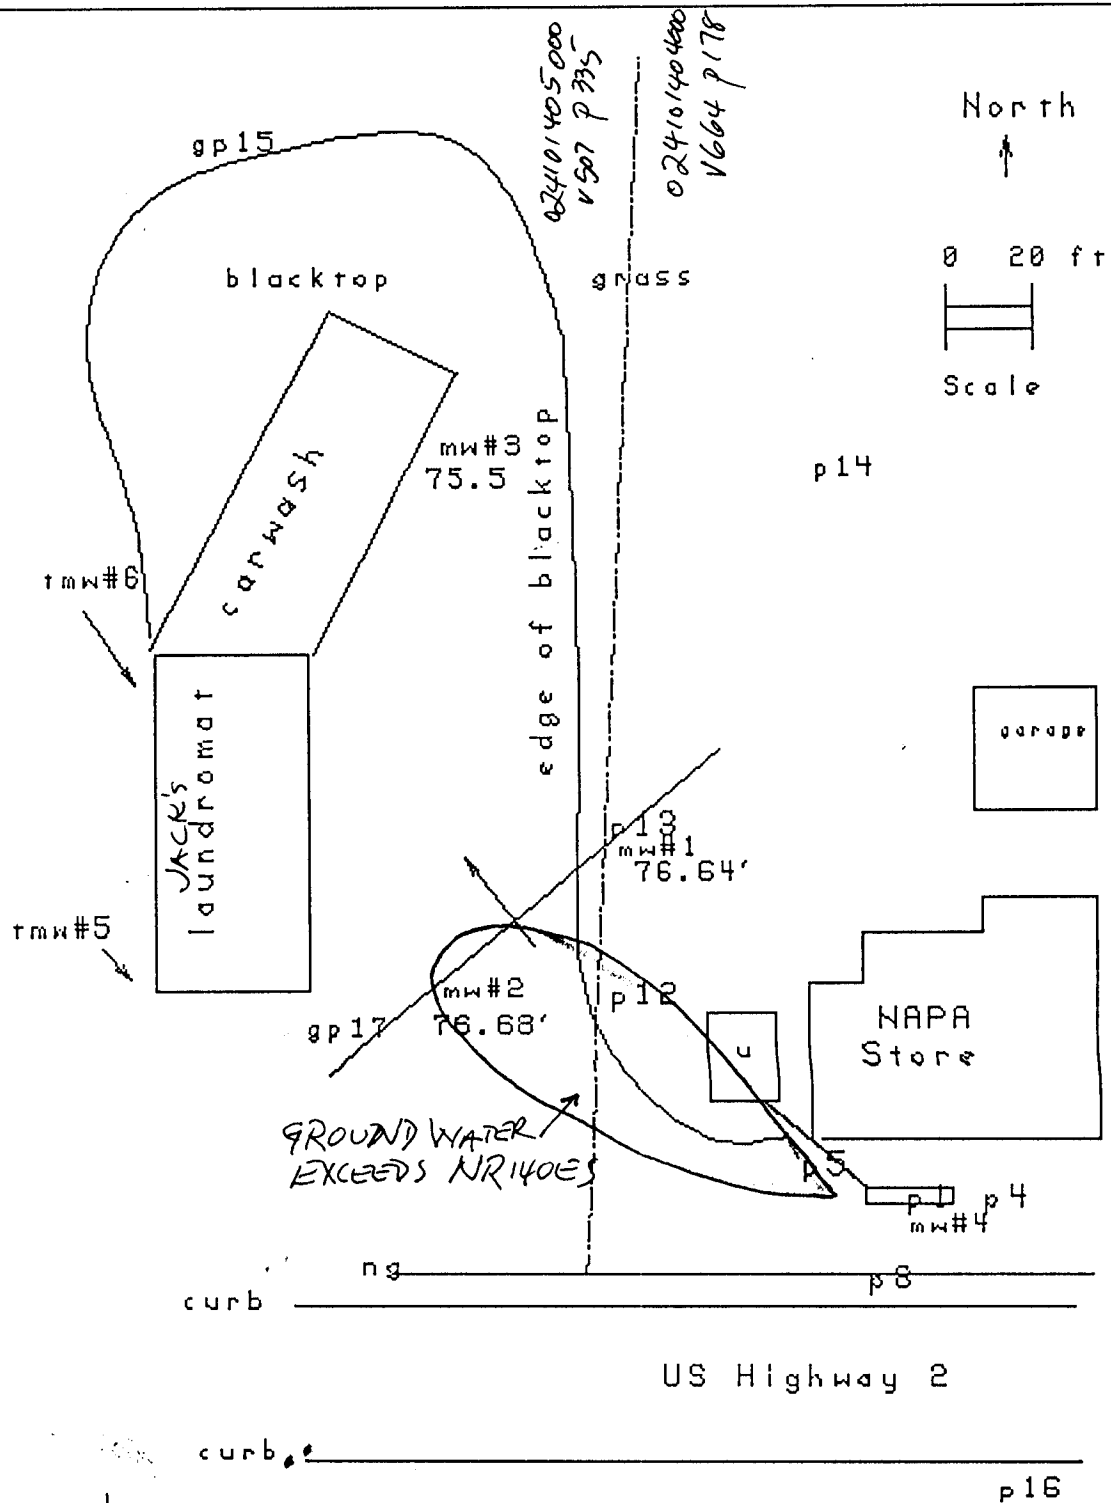 024101405000
V507 P335
024101404000
V664 P178
North
gp15
0 20 ft
Scale
blacktop
grass
mw#3
75.5
p14
carwash
edge of blacktop
tmw#6
garage
JACK'S
laundromat
p13
mw#1
76.64'
tmw#5
mw#2
76.68'
p12
gp17
u
NAPA
Store
GROUND WATER
EXCEEDS NR140ES
p5
p1
p4
mw#4
ng
p8
curb
US Highway 2
curb
p16